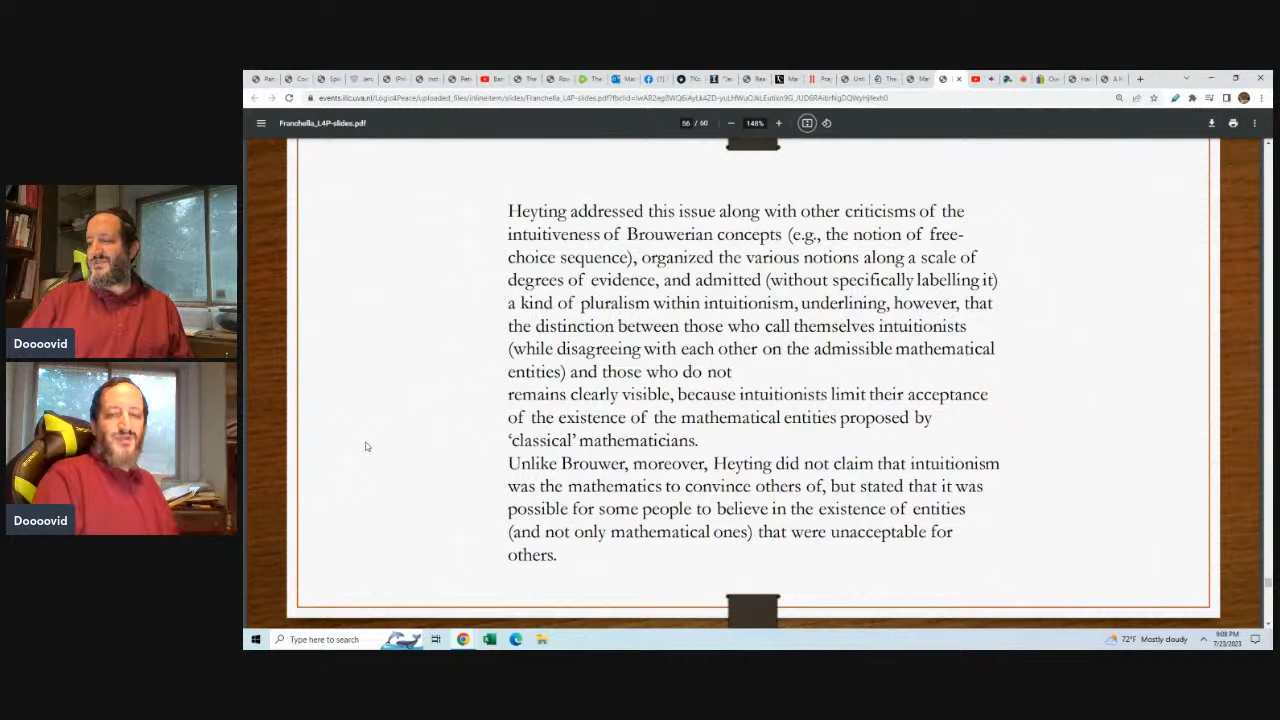 Franchella_L4P-slides.pdf
56 / 60
148%
Heyting addressed this issue along with other criticisms of the
intuitiveness of Brouwerian concepts (e.g., the notion of free-
choice sequence), organized the various notions along a scale of
degrees of evidence, and admitted (without specifically labelling it)
a kind of pluralism within intuitionism, underlining, however, that
the distinction between those who call themselves intuitionists
(while disagreeing with each other on the admissible mathematical
entities) and those who do not
remains clearly visible, because intuitionists limit their acceptance
of the existence of the mathematical entities proposed by
‘classical’ mathematicians.
Unlike Brouwer, moreover, Heyting did not claim that intuitionism
was the mathematics to convince others of, but stated that it was
possible for some people to believe in the existence of entities
(and not only mathematical ones) that were unacceptable for
others.
Doooovid
Doooovid
Type here to search
72°F Mostly cloudy
9:08 PM
7/23/2023